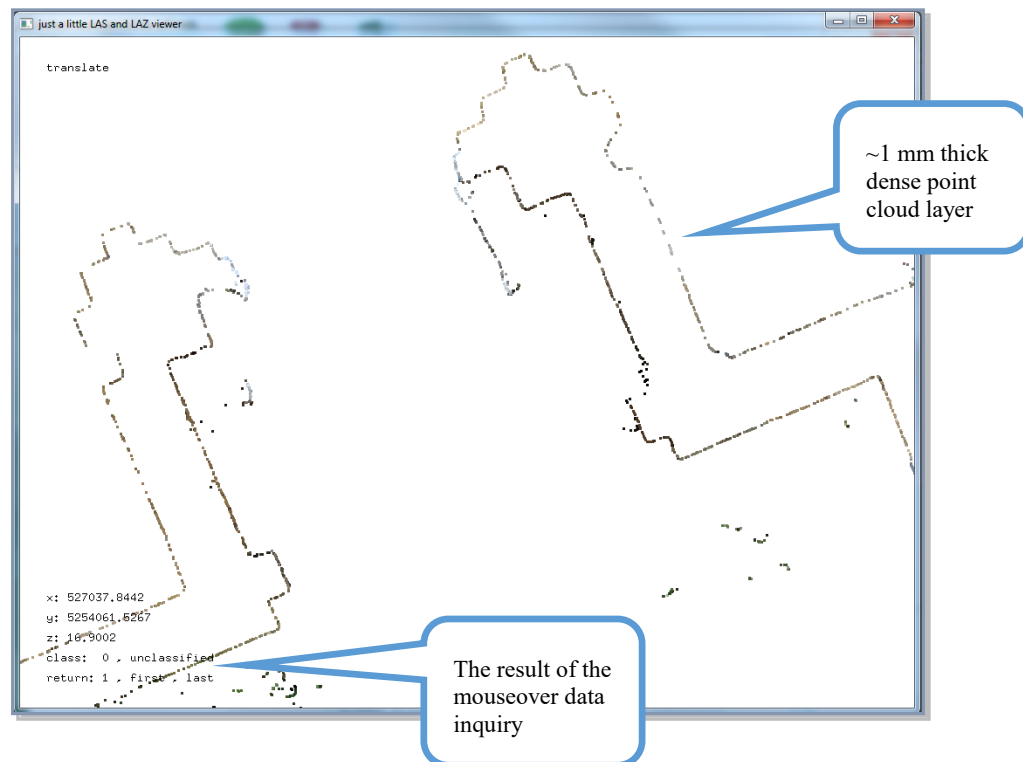 just a little LAS and LAZ viewer
translate
~1 mm thick
dense point
cloud layer
x: 527037.8442
y: 5254061.5267
z: 16.9002
class: 0 , unclassified
return: 1 , first , last
The result of the
mouseover data
inquiry